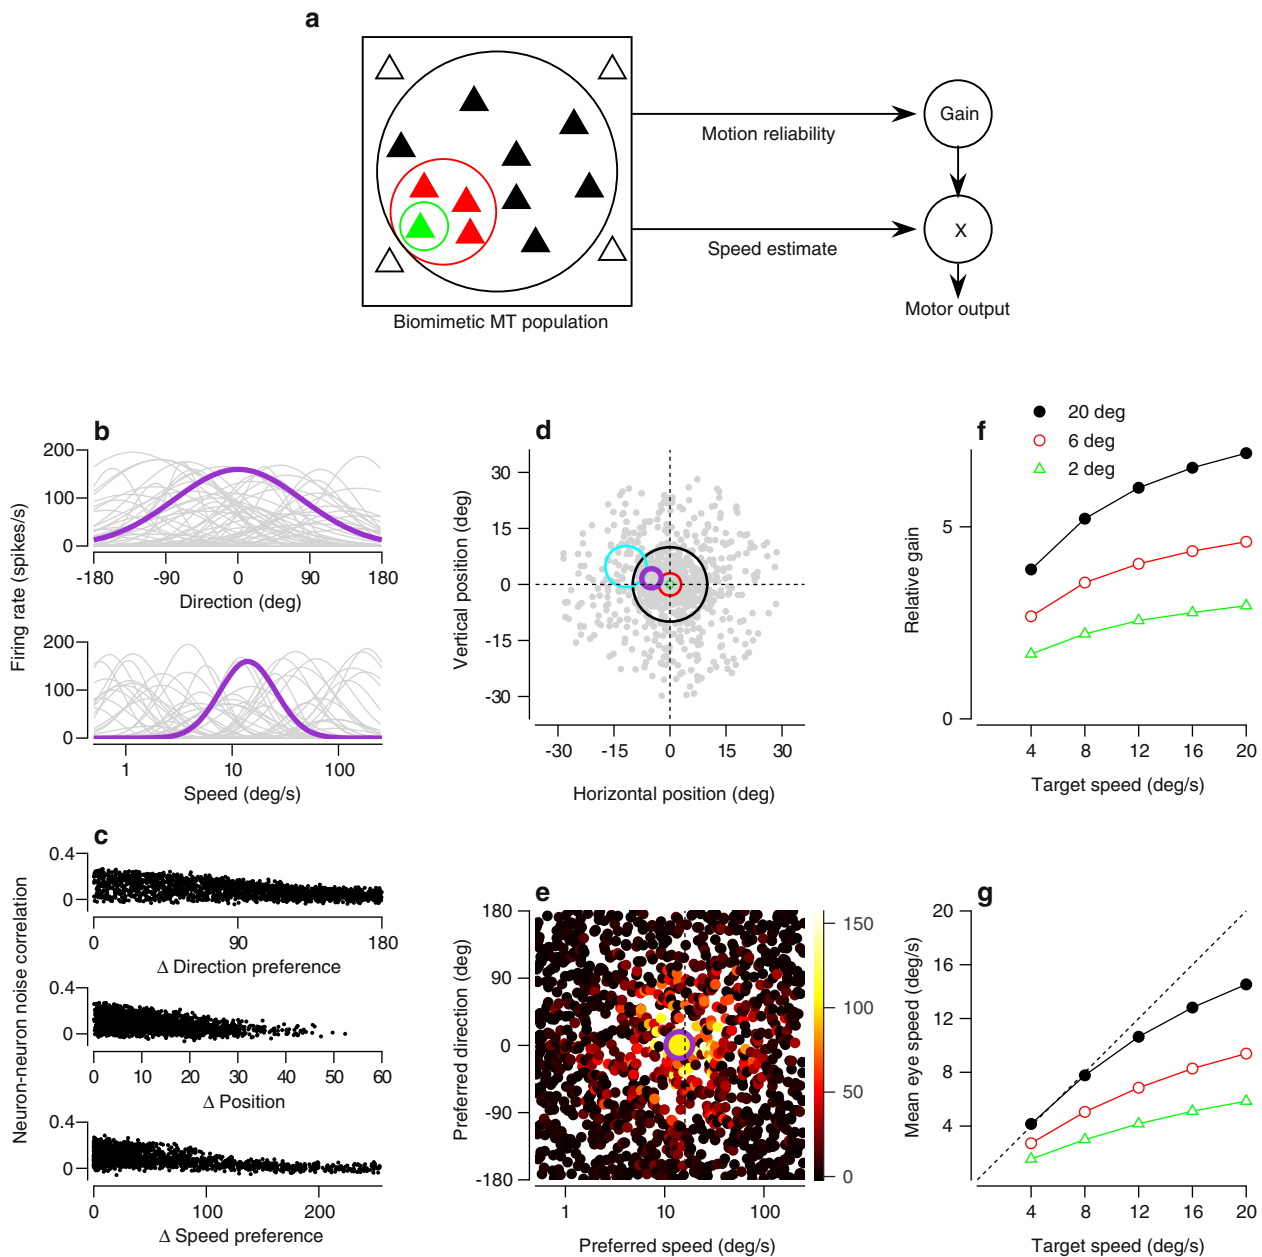 a
Motion reliability
Gain
Speed estimate
X
Motor output
Biomimetic MT population
b
Firing rate (spikes/s)
200
100
0
-180 -90 0 90 180
Direction (deg)
200
100
0
1 10 100
Speed (deg/s)
c
Neuron-neuron noise correlation
0.4
0
0 90 180
Δ Direction preference
0.4
0
0 10 20 30 40 50 60
Δ Position
0.4
0
0 100 200
Δ Speed preference
d
Vertical position (deg)
30
15
0
-15
-30
-30 -15 0 15 30
Horizontal position (deg)
e
Preferred direction (deg)
180
90
0
-90
-180
1 10 100
Preferred speed (deg/s)
150
100
50
0
f
20 deg
6 deg
2 deg
Relative gain
5
0
4 8 12 16 20
Target speed (deg/s)
g
Mean eye speed (deg/s)
20
16
12
8
4
4 8 12 16 20
Target speed (deg/s)